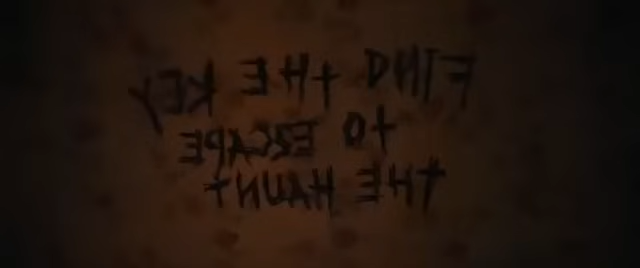 FIND THE KEY
TO ESCAPE
THE HAUNT